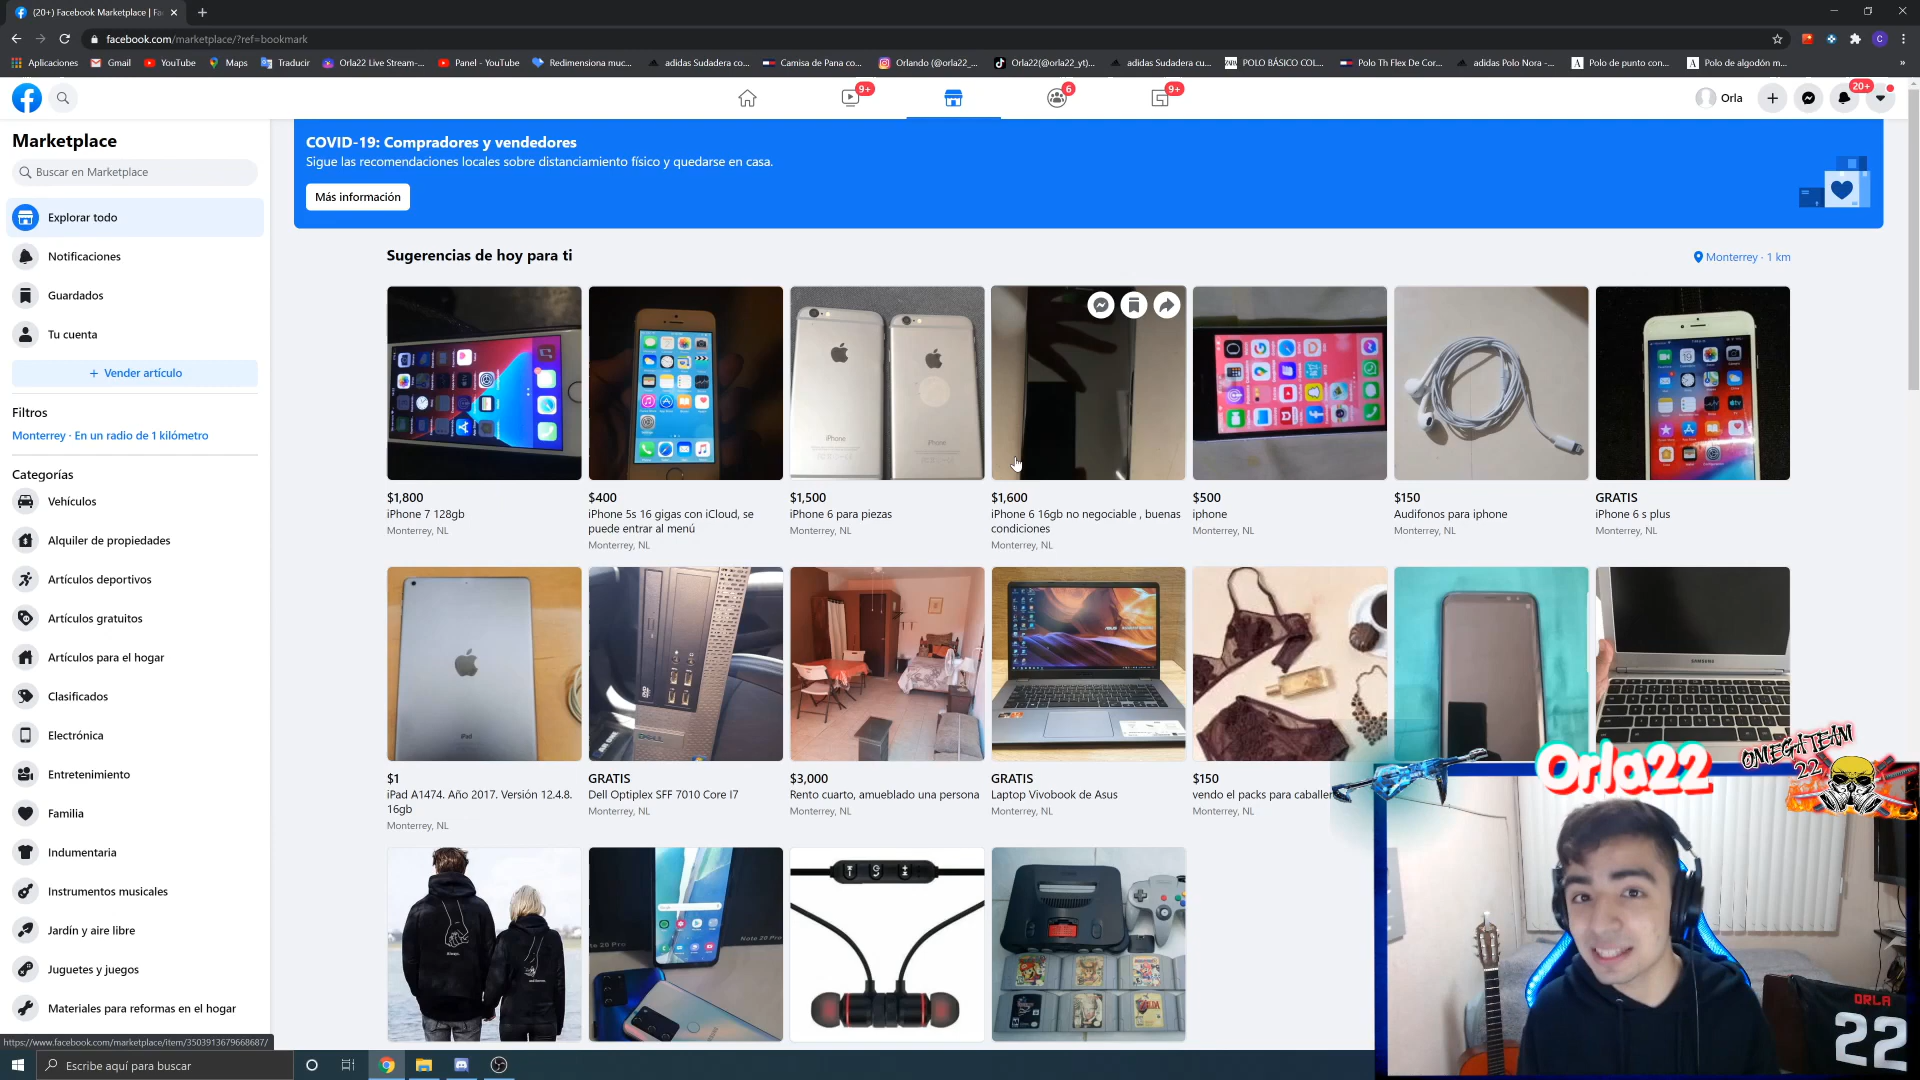 (20+) Facebook Marketplace | Fa
facebook.com/marketplace/?ref=bookmark
Aplicaciones
Gmail
YouTube
Maps
Traducir
Orla22 Live Stream-...
Panel - YouTube
Redimensiona muc...
adidas Sudadera co...
Camisa de Pana co...
Orlando (@orla22_...
Orla22(@orla22_yt)...
adidas Sudadera cu...
POLO BÁSICO COL...
Polo Th Flex De Cor...
adidas Polo Nora -...
Polo de punto con...
Polo de algodón m...
9+
6
9+
Orla
20+
Marketplace
Buscar en Marketplace
Explorar todo
Notificaciones
Guardados
Tu cuenta
+ Vender artículo
Filtros
Monterrey · En un radio de 1 kilómetro
Categorías
Vehículos
Alquiler de propiedades
Artículos deportivos
Artículos gratuitos
Artículos para el hogar
Clasificados
Electrónica
Entretenimiento
Familia
Indumentaria
Instrumentos musicales
Jardín y aire libre
Juguetes y juegos
Materiales para reformas en el hogar
COVID-19: Compradores y vendedores
Sigue las recomendaciones locales sobre distanciamiento físico y quedarse en casa.
Más información
Sugerencias de hoy para ti
Monterrey · 1 km
$1,800
iPhone 7 128gb
Monterrey, NL
$400
iPhone 5s 16 gigas con iCloud, se
puede entrar al menú
Monterrey, NL
iPhone
iPhone
$1,500
iPhone 6 para piezas
Monterrey, NL
$1,600
iPhone 6 16gb no negociable , buenas
condiciones
Monterrey, NL
$500
iphone
Monterrey, NL
$150
Audifonos para iphone
Monterrey, NL
GRATIS
iPhone 6 s plus
Monterrey, NL
iPad
$1
iPad A1474. Año 2017. Versión 12.4.8.
16gb
Monterrey, NL
DELL
GRATIS
Dell Optiplex SFF 7010 Core I7
Monterrey, NL
$3,000
Rento cuarto, amueblado una persona
Monterrey, NL
GRATIS
Laptop Vivobook de Asus
Monterrey, NL
$150
vendo el packs para caballer
Monterrey, NL
SAMSUNG
Note 20 Pro
Orla22
OMEGATEAM
22
ORLA
22
https://www.facebook.com/marketplace/item/3503913679668687/
Escribe aquí para buscar
C